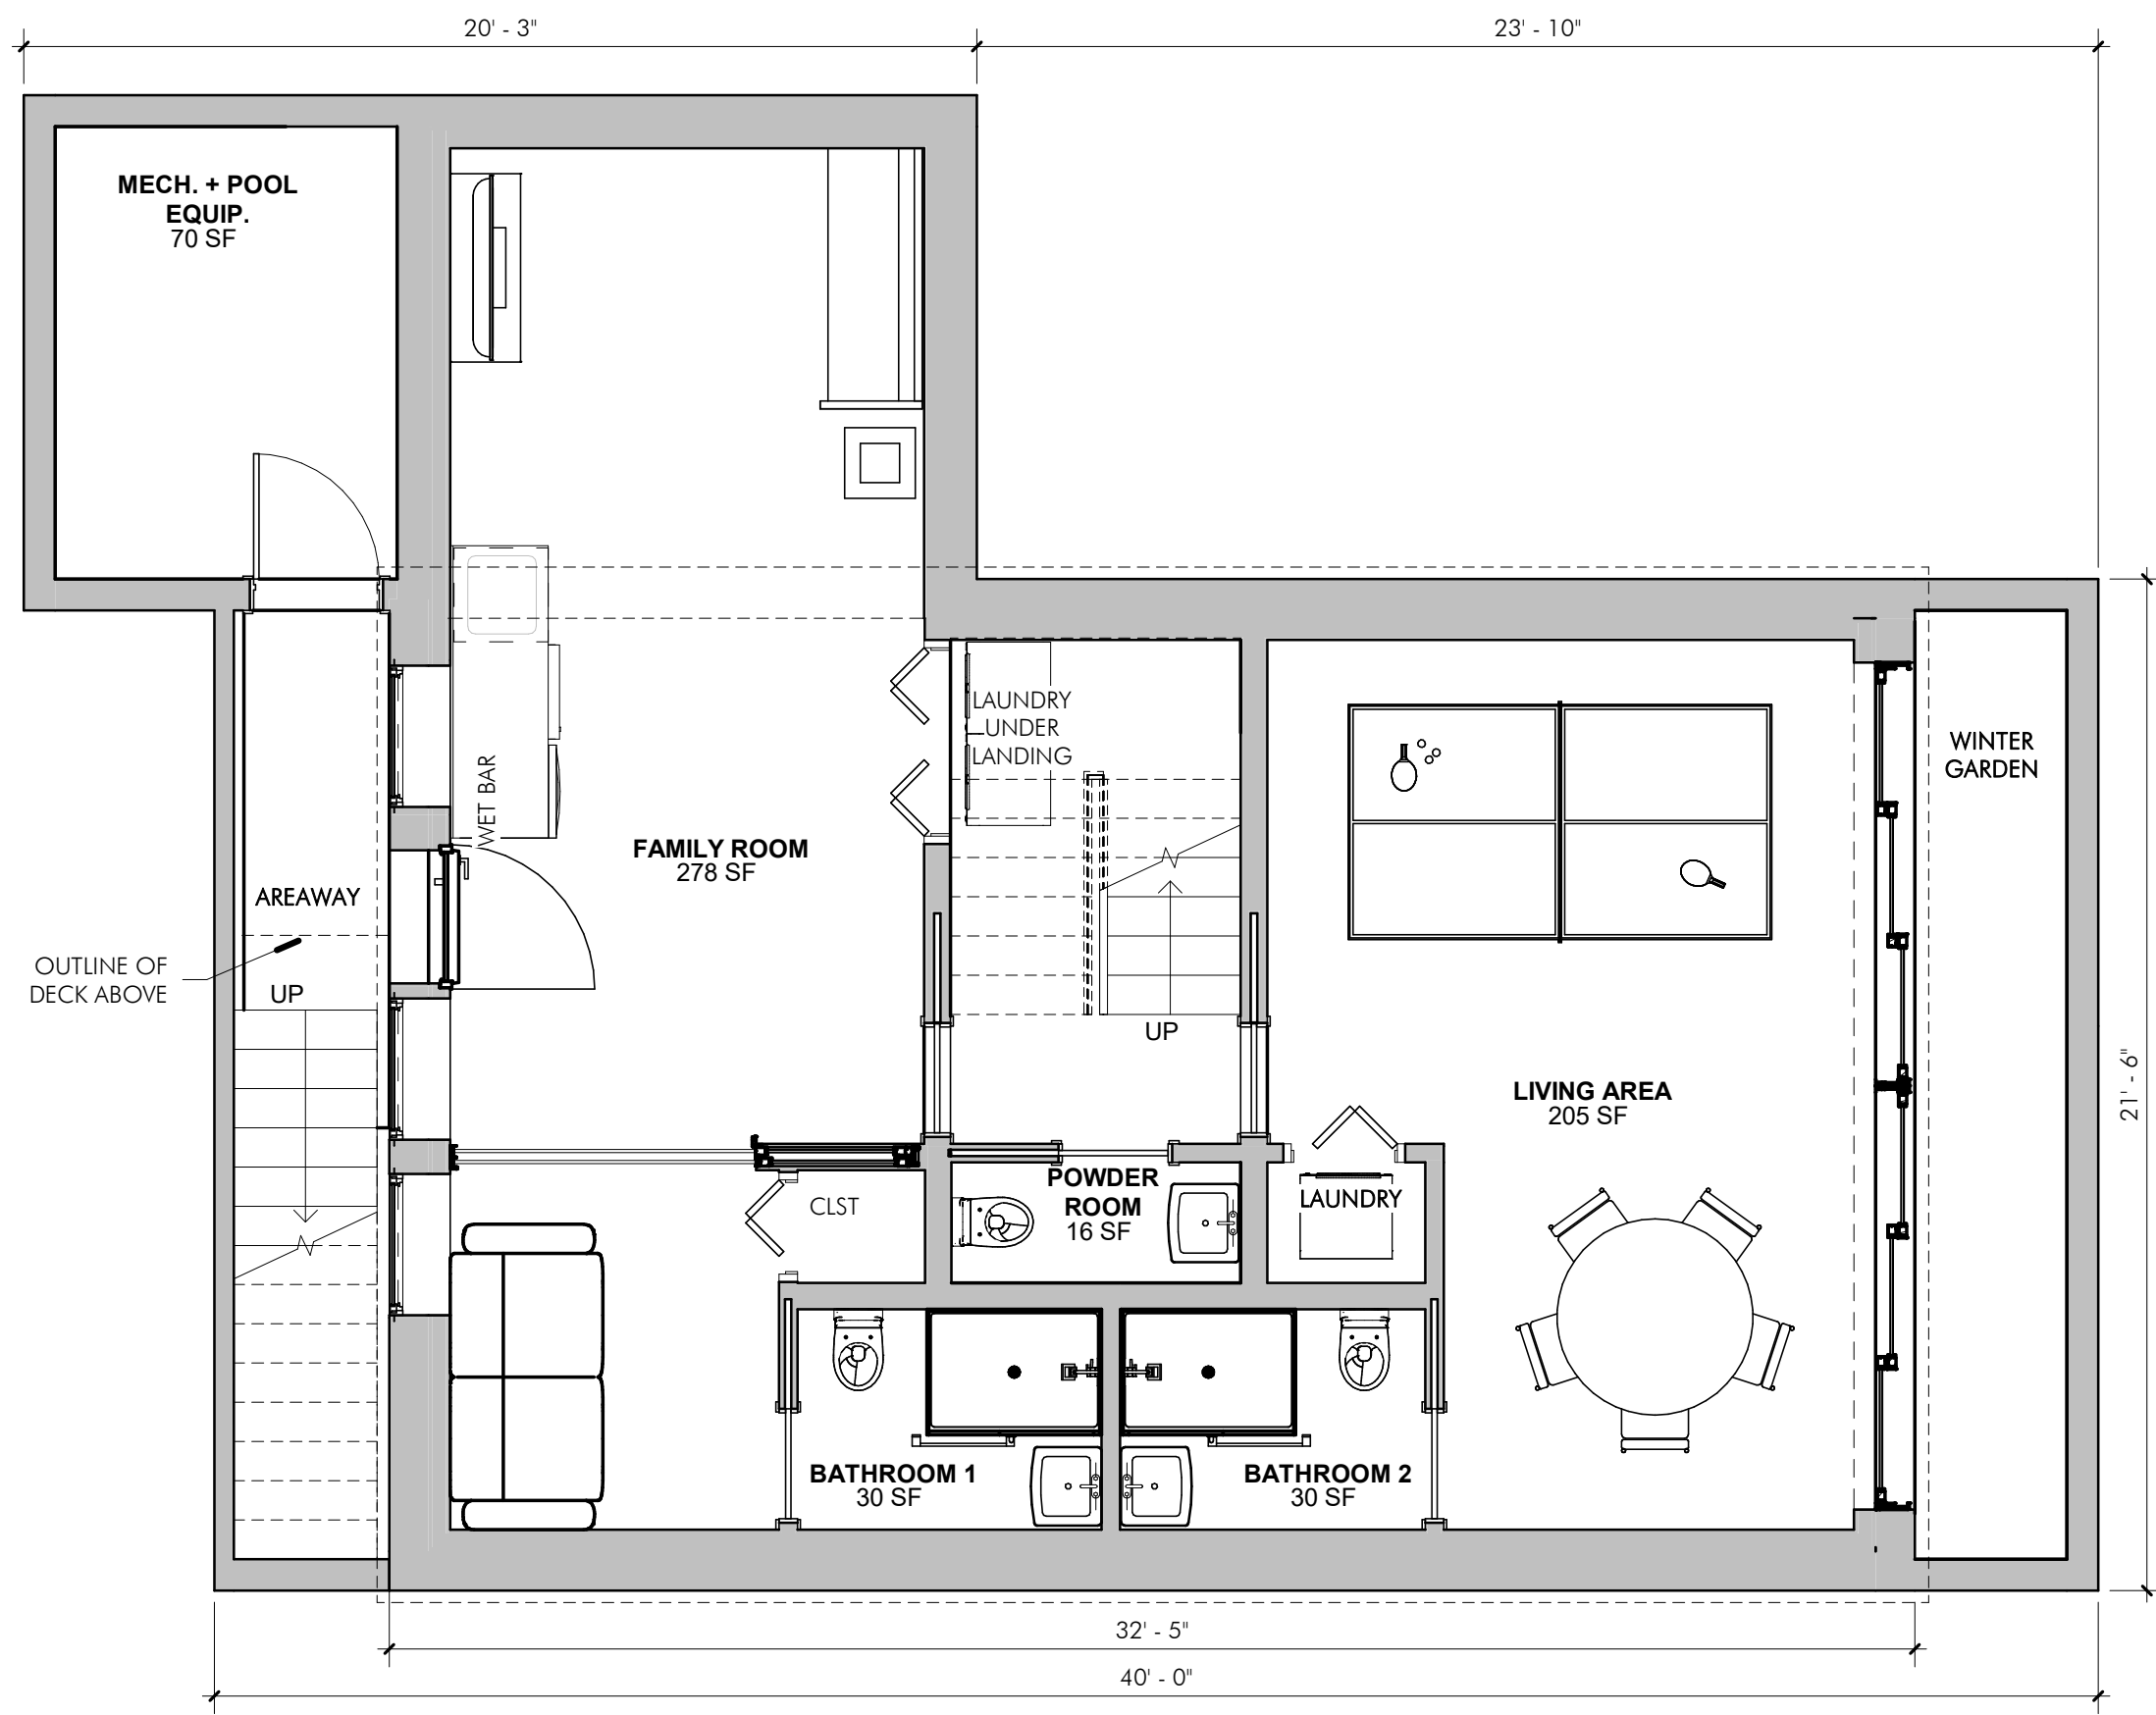 20' - 3"
23' - 10"
MECH. + POOL
EQUIP.
70 SF
LAUNDRY
UNDER
LANDING
WINTER
GARDEN
WET BAR
FAMILY ROOM
278 SF
AREAWAY
OUTLINE OF
DECK ABOVE
UP
UP
LIVING AREA
205 SF
21' - 6"
POWDER
ROOM
16 SF
CLST
LAUNDRY
BATHROOM 1
30 SF
BATHROOM 2
30 SF
32' - 5"
40' - 0"